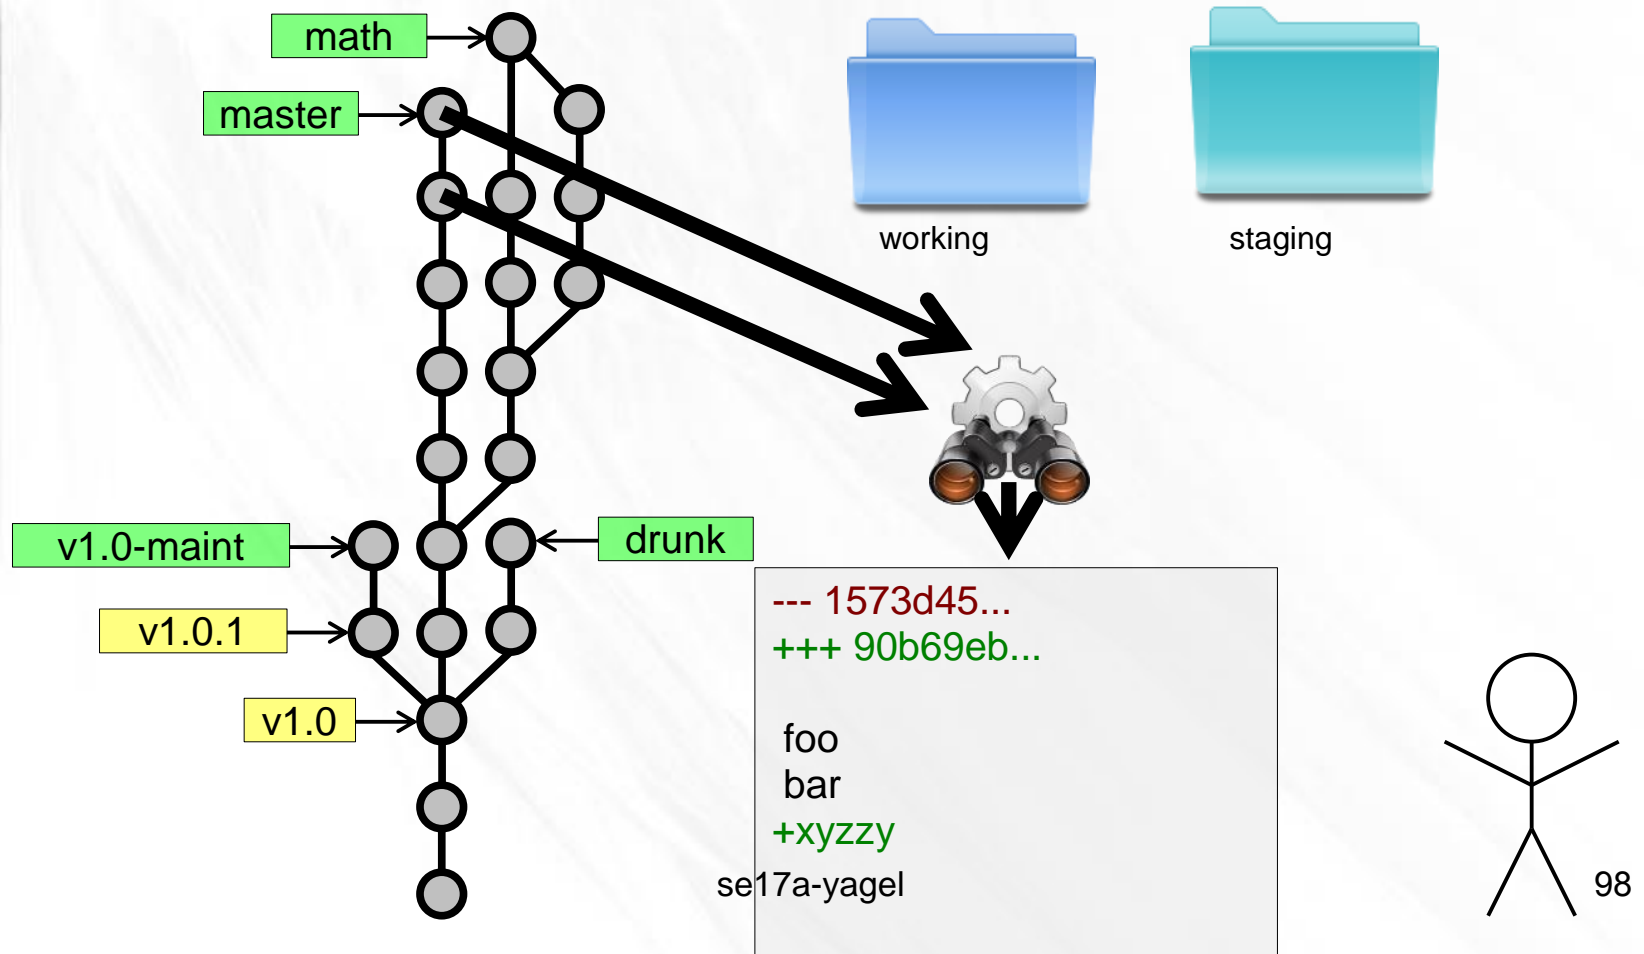 math
master
working
staging
v1.0-maint
drunk
v1.0.1
v1.0
--- 1573d45...
+++ 90b69eb...
foo
bar
+xyzzy
se17a-yagel
98